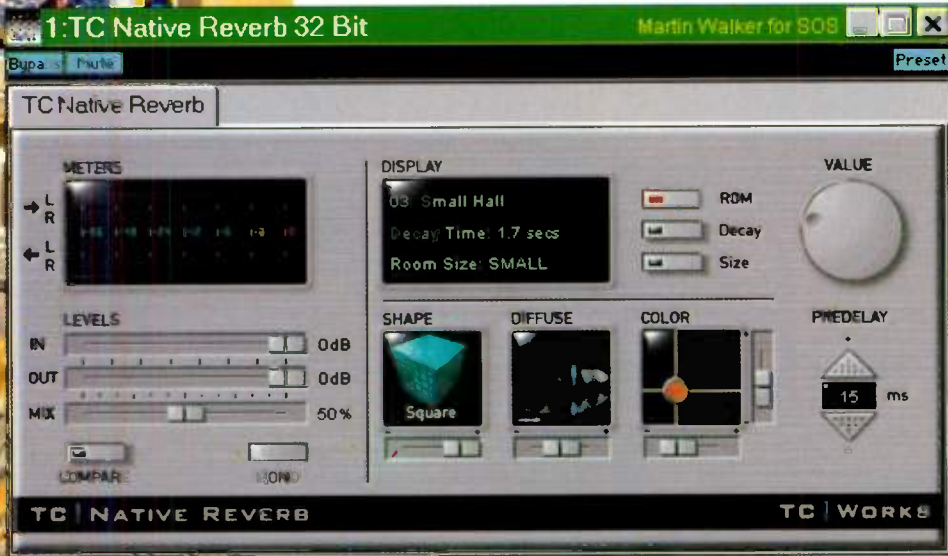 1:TC Native Reverb 32 Bit
Martin Walker for SOS
Bypass
Mute
Preset
TC Native Reverb
METERS
L
R
L
R
DISPLAY
03: Small Hall
Decay Time: 1.7 secs
Room Size: SMALL
ROM
Decay
Size
VALUE
LEVELS
IN
0dB
OUT
0dB
MIX
50%
SHAPE
Square
DIFFUSE
COLOR
PREDELAY
15 ms
COMPARE
MONO
TC NATIVE REVERB
TC WORKS